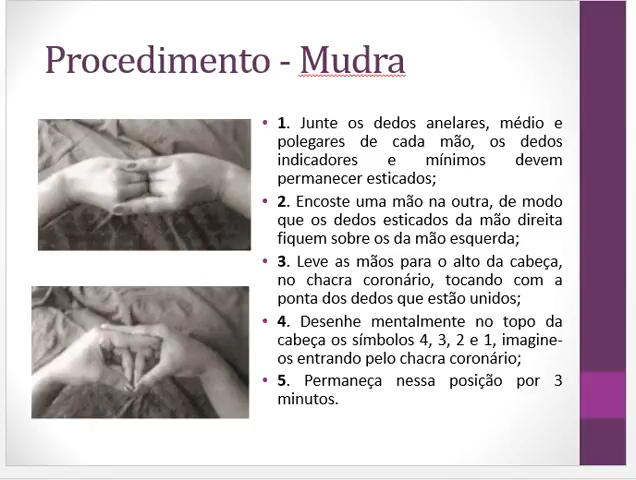 Procedimento - Mudra
• 1. Junte os dedos anelares, médio e
polegares de cada mão, os dedos
indicadores e mínimos devem
permanecer esticados;
• 2. Encoste uma mão na outra, de modo
que os dedos esticados da mão direita
fiquem sobre os da mão esquerda;
• 3. Leve as mãos para o alto da cabeça,
no chacra coronário, tocando com a
ponta dos dedos que estão unidos;
• 4. Desenhe mentalmente no topo da
cabeça os símbolos 4, 3, 2 e 1, imagine-
os entrando pelo chacra coronário;
• 5. Permaneça nessa posição por 3
minutos.